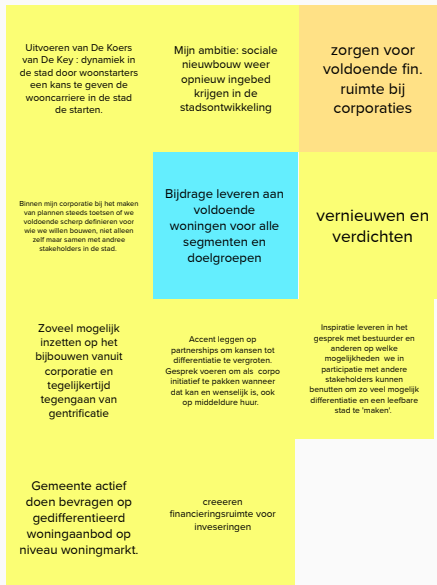 Uitvoeren van De Koers
van De Key : dynamiek in
de stad door woonstarters
een kans te geven de
wooncarriere in de stad
de starten.
Mijn ambitie: sociale
nieuwbouw weer
opnieuw ingebed
krijgen in de
stadsontwikkeling
zorgen voor
voldoende fin.
ruimte bij
corporaties
Binnen mijn corporatie bij het maken
van plannen steeds toetsen of we
voldoende scherp definieren voor
wie we willen bouwen, niet alleen
zelf maar samen met andree
stakeholders in de stad.
Bijdrage leveren aan
voldoende
woningen voor alle
segmenten en
doelgroepen
vernieuwen en
verdichten
Zoveel mogelijk
inzetten op het
bijbouwen vanuit
corporatie en
tegelijkertijd
tegengaan van
gentrificatie
Accent leggen op
partnerships om kansen tot
differentiatie te vergroten.
Gesprek voeren om als corpo
initiatief te pakken wanneer
dat kan en wenselijk is, ook
op middeldure huur.
Inspiratie leveren in het
gesprek met bestuurder en
anderen op welke
mogelijkheden we in
participatie met andere
stakeholders kunnen
benutten om zo veel mogelijk
differentiatie en een leefbare
stad te 'maken'.
Gemeente actief
doen bevragen op
gedifferentieerd
woningaanbod op
niveau woningmarkt.
creeeren
financieringsruimte voor
inveseringen